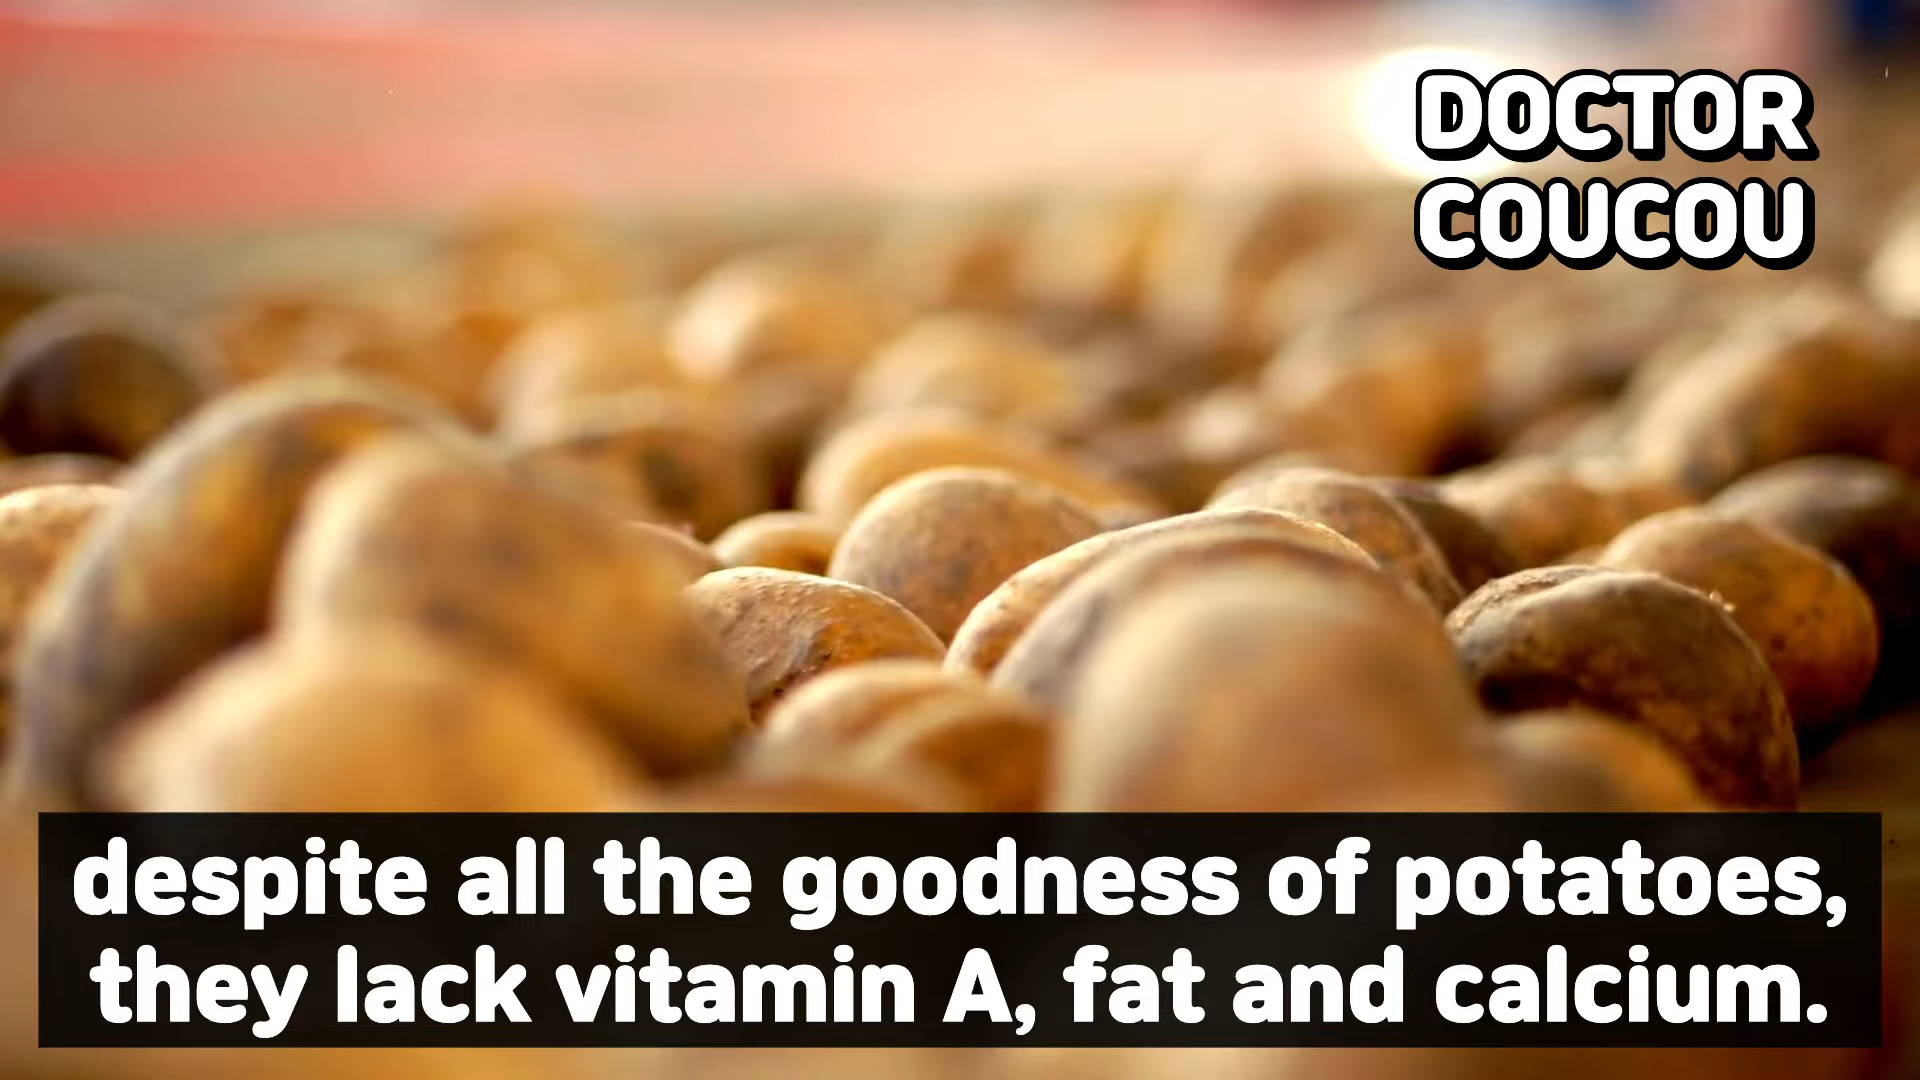 DOCTOR
COUCOU
despite all the goodness of potatoes,
they lack vitamin A, fat and calcium.